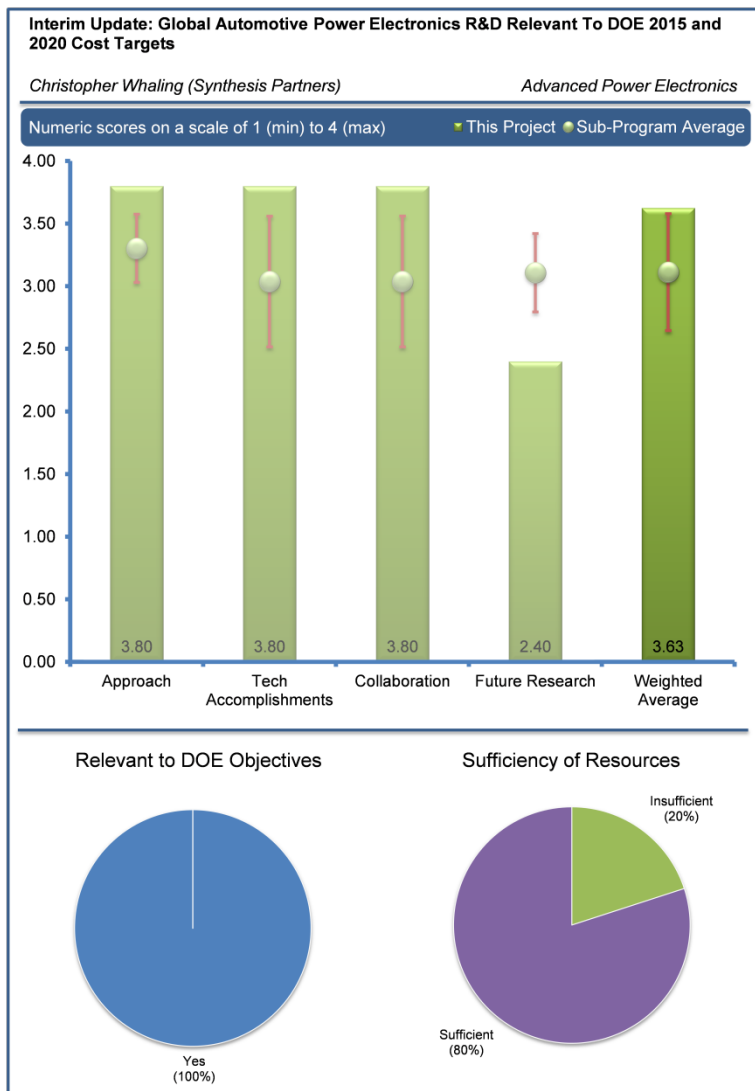 Interim Update: Global Automotive Power Electronics R&D Relevant To DOE 2015 and
2020 Cost Targets
Christopher Whaling (Synthesis Partners) Advanced Power Electronics
Numeric scores on a scale of 1 (min) to 4 (max) This Project Sub-Program Average
4.00
3.50
3.00
2.50
2.00
1.50
1.00
0.50
0.00
3.80 3.80 3.80 2.40 3.63
Approach Tech Accomplishments Collaboration Future Research Weighted Average
Relevant to DOE Objectives Sufficiency of Resources
Insufficient
(20%)
Sufficient
(80%)
Yes
(100%)